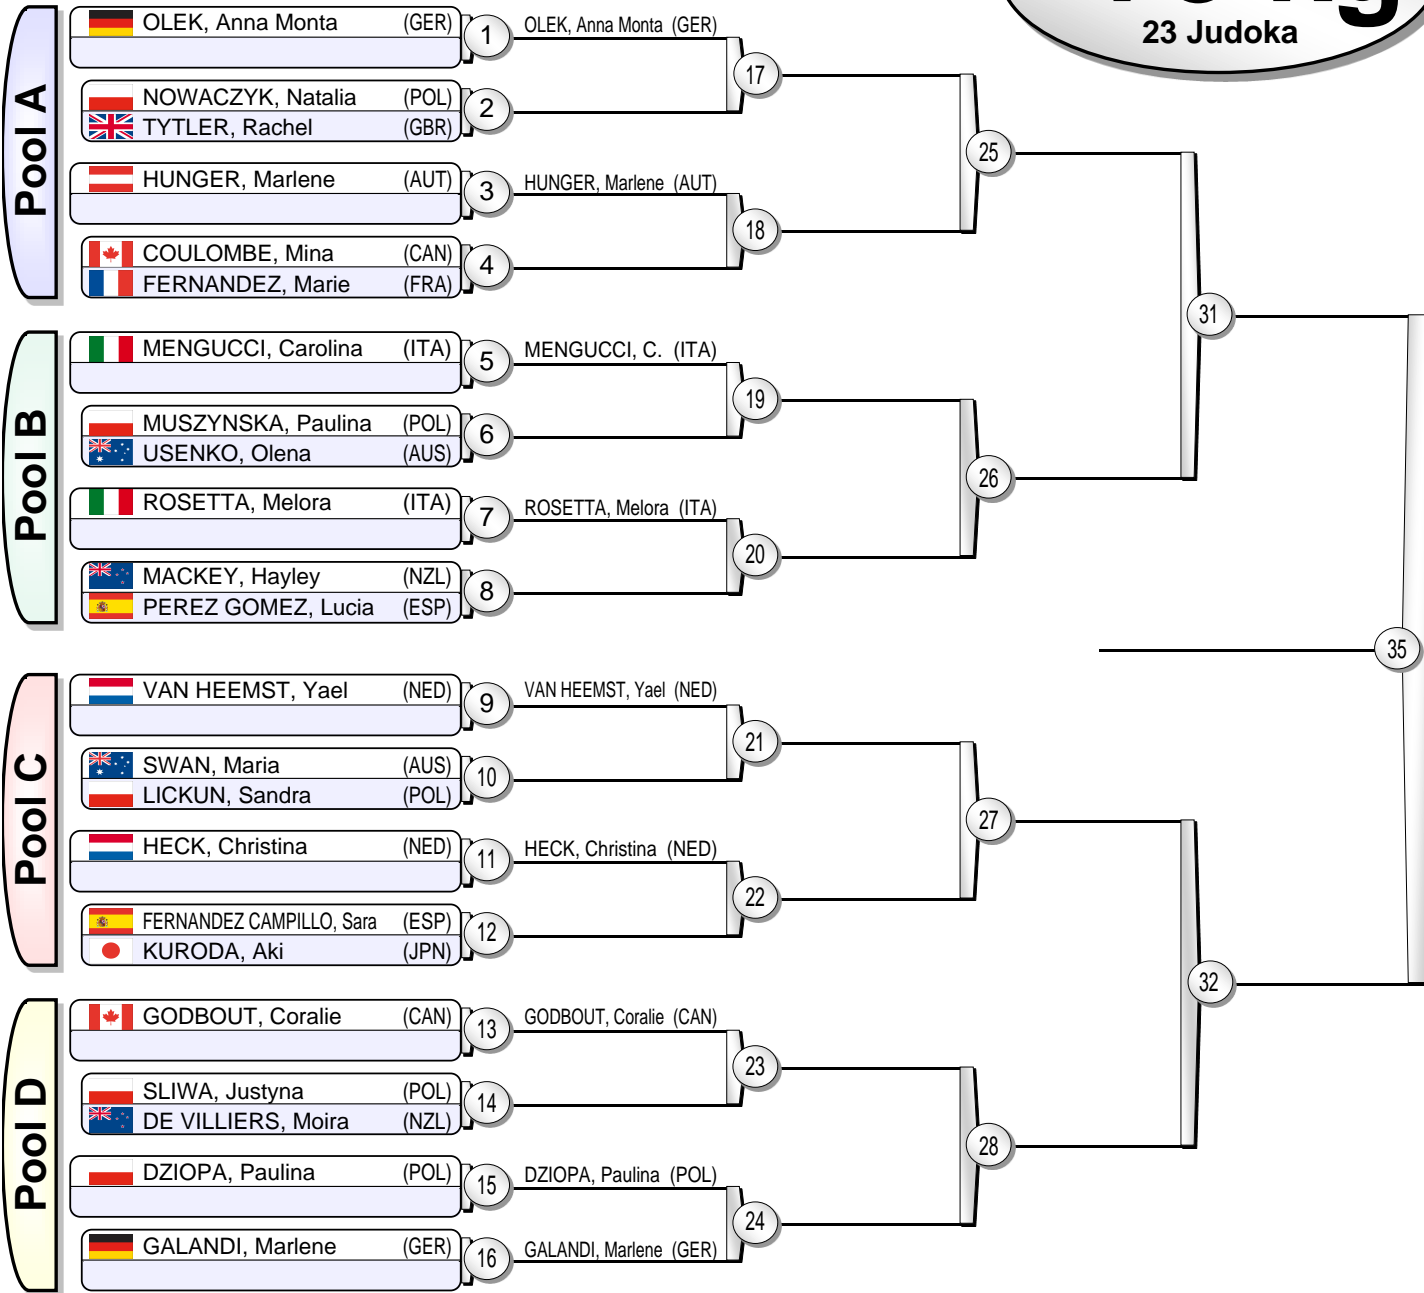 23 Judoka
Pool A
OLEK, Anna Monta (GER) 1 OLEK, Anna Monta (GER)
17
NOWACZYK, Natalia (POL) 2
TYTLER, Rachel (GBR)
25
HUNGER, Marlene (AUT) 3 HUNGER, Marlene (AUT)
18
COULOMBE, Mina (CAN) 4
FERNANDEZ, Marie (FRA)
31
Pool B
MENGUCCI, Carolina (ITA) 5 MENGUCCI, C. (ITA)
19
MUSZYNSKA, Paulina (POL) 6
USENKO, Olena (AUS)
26
ROSETTA, Melora (ITA) 7 ROSETTA, Melora (ITA)
20
MACKEY, Hayley (NZL) 8
PEREZ GOMEZ, Lucia (ESP)
35
Pool C
VAN HEEMST, Yael (NED) 9 VAN HEEMST, Yael (NED)
21
SWAN, Maria (AUS) 10
LICKUN, Sandra (POL)
27
HECK, Christina (NED) 11 HECK, Christina (NED)
22
FERNANDEZ CAMPILLO, Sara (ESP) 12
KURODA, Aki (JPN)
32
Pool D
GODBOUT, Coralie (CAN) 13 GODBOUT, Coralie (CAN)
23
SLIWA, Justyna (POL) 14
DE VILLIERS, Moira (NZL)
28
DZIOPA, Paulina (POL) 15 DZIOPA, Paulina (POL)
24
GALANDI, Marlene (GER) 16 GALANDI, Marlene (GER)